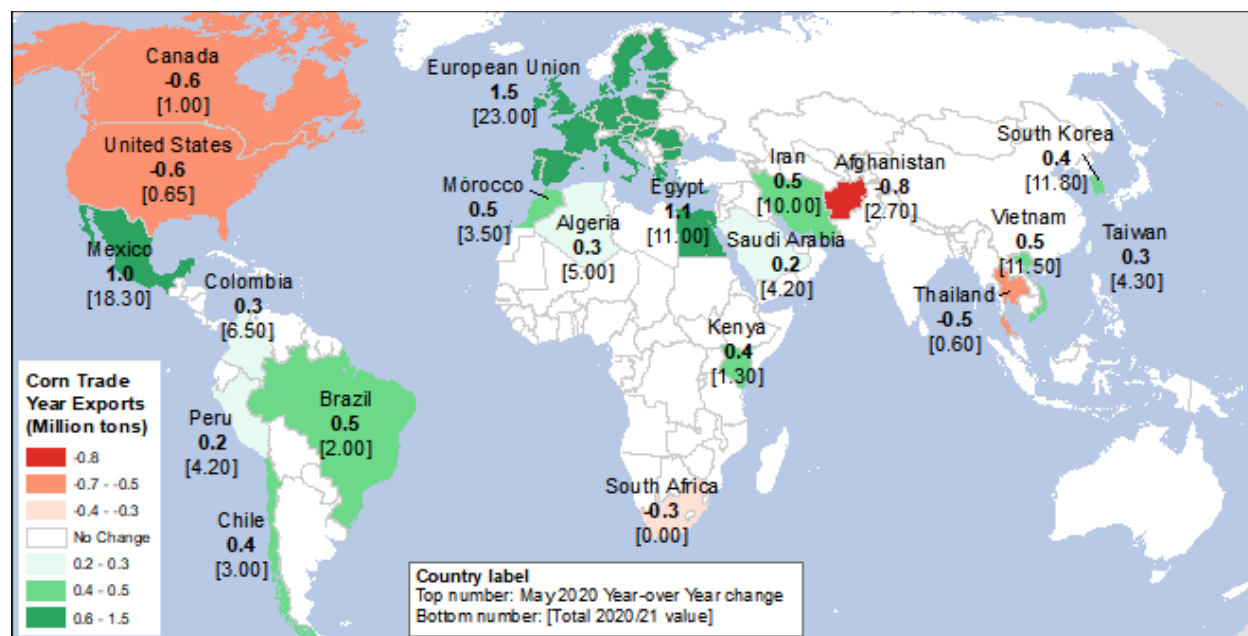 Canada
-0.6
[1.00]
United States
-0.6
[0.65]
Mexico
1.0
[18.30]
Colombia
0.3
[6.50]
Peru
0.2
[4.20]
Brazil
0.5
[2.00]
Chile
0.4
[3.00]
European Union
1.5
[23.00]
Morocco
0.5
[3.50]
Algeria
0.3
[5.00]
Egypt
1.1
[11.00]
Saudi Arabia
0.2
[4.20]
Iran
0.5
[10.00]
Afghanistan
-0.8
[2.70]
Kenya
0.4
[1.30]
South Africa
-0.3
[0.00]
South Korea
0.4
[11.80]
Vietnam
0.5
[11.50]
Taiwan
0.3
[4.30]
Thailand
-0.5
[0.60]
Corn Trade
Year Exports
(Million tons)
-0.8
-0.7 - -0.5
-0.4 - -0.3
No Change
0.2 - 0.3
0.4 - 0.5
0.6 - 1.5
Country label
Top number: May 2020 Year-over Year change
Bottom number: [Total 2020/21 value]